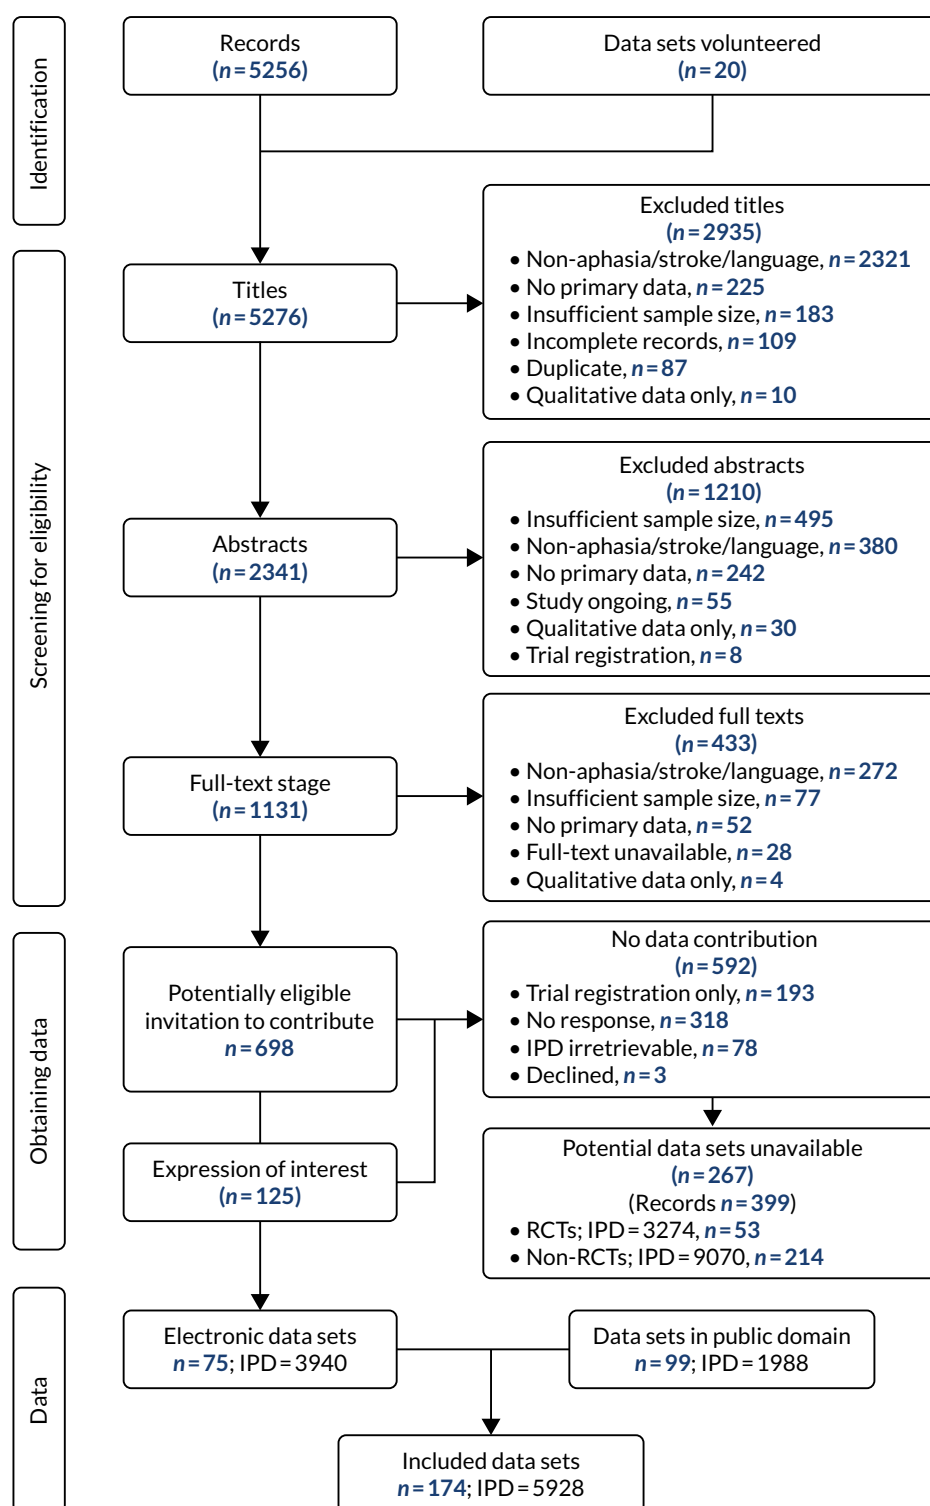 Identification
Records
(n=5256)
Data sets volunteered
(n=20)
Screening for eligibility
Titles
(n=5276)
Excluded titles
(n=2935)
• Non-aphasia/stroke/language, n=2321
• No primary data, n=225
• Insufficient sample size, n=183
• Incomplete records, n=109
• Duplicate, n=87
• Qualitative data only, n=10
Abstracts
(n=2341)
Excluded abstracts
(n=1210)
• Insufficient sample size, n=495
• Non-aphasia/stroke/language, n=380
• No primary data, n=242
• Study ongoing, n=55
• Qualitative data only, n=30
• Trial registration, n=8
Full-text stage
(n=1131)
Excluded full texts
(n=433)
• Non-aphasia/stroke/language, n=272
• Insufficient sample size, n=77
• No primary data, n=52
• Full-text unavailable, n=28
• Qualitative data only, n=4
Obtaining data
Potentially eligible
invitation to contribute
n=698
No data contribution
(n=592)
• Trial registration only, n=193
• No response, n=318
• IPD irretrievable, n=78
• Declined, n=3
Expression of interest
(n=125)
Potential data sets unavailable
(n=267)
(Records n=399)
• RCTs; IPD=3274, n=53
• Non-RCTs; IPD=9070, n=214
Data
Electronic data sets
n=75; IPD=3940
Data sets in public domain
n=99; IPD=1988
Included data sets
n=174; IPD=5928